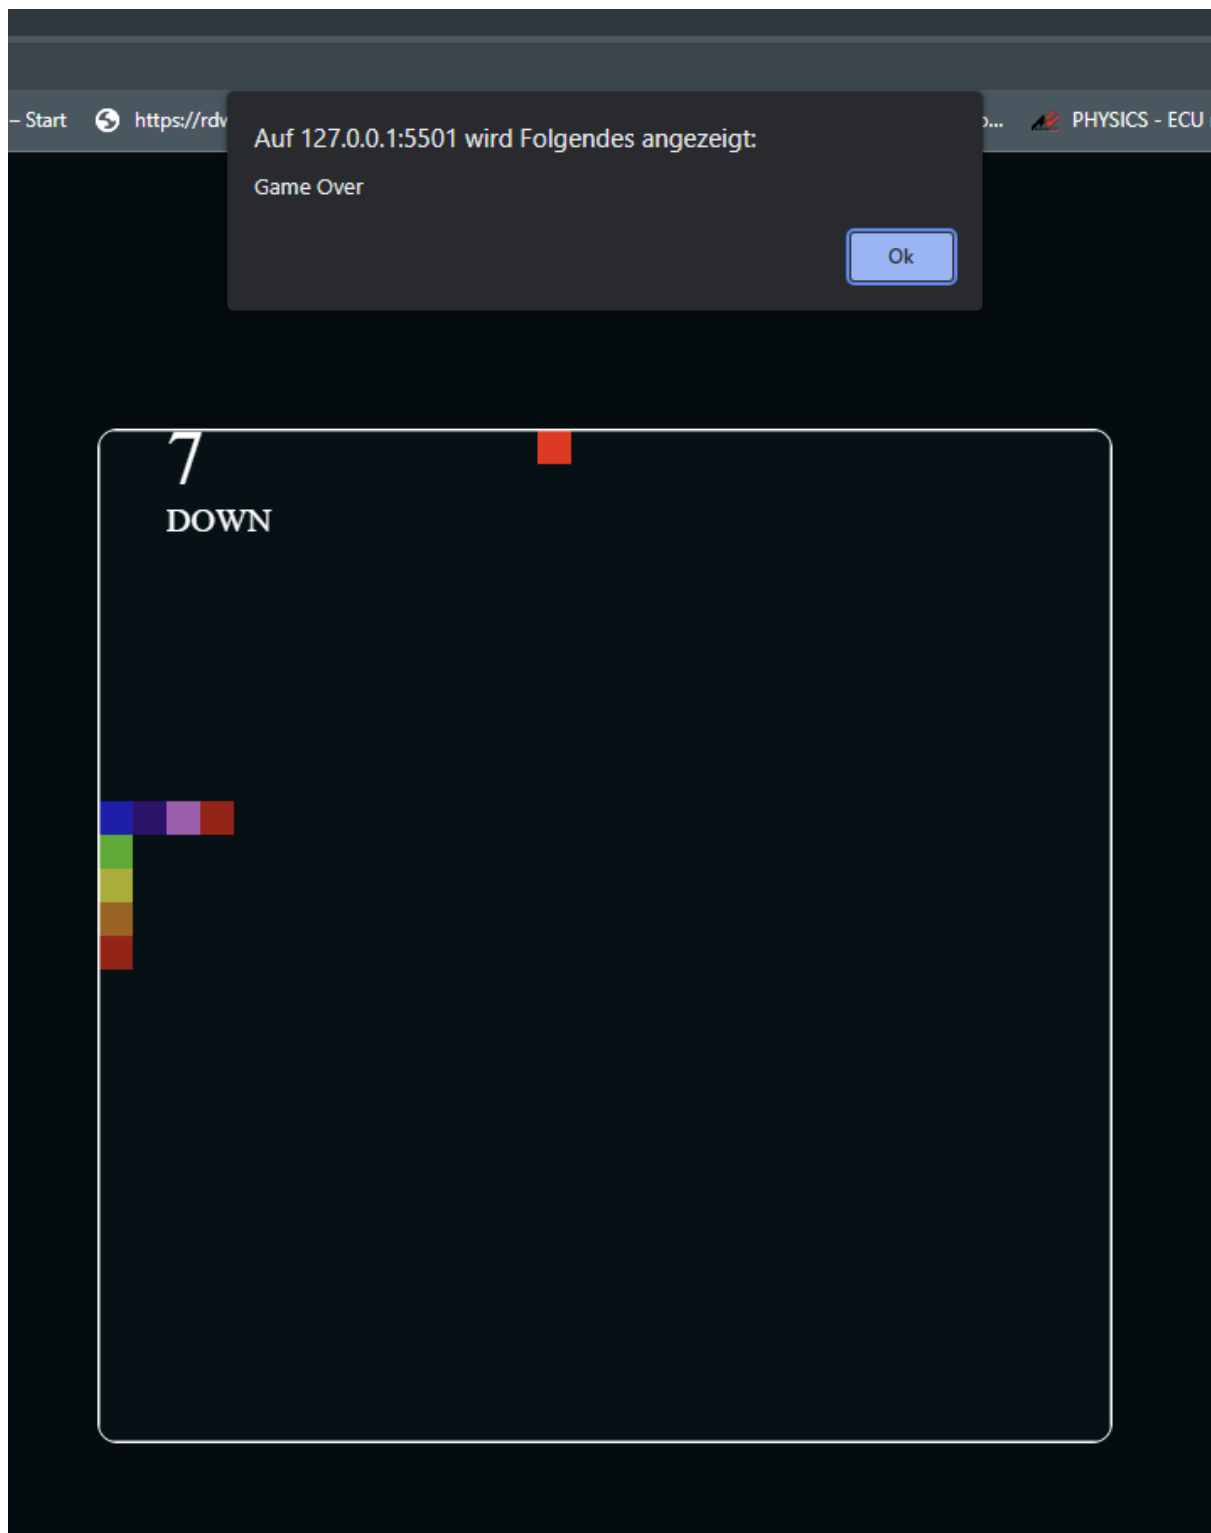 – Start https://rdv ... PHYSICS - ECU
Auf 127.0.0.1:5501 wird Folgendes angezeigt:
Game Over
Ok
7
DOWN